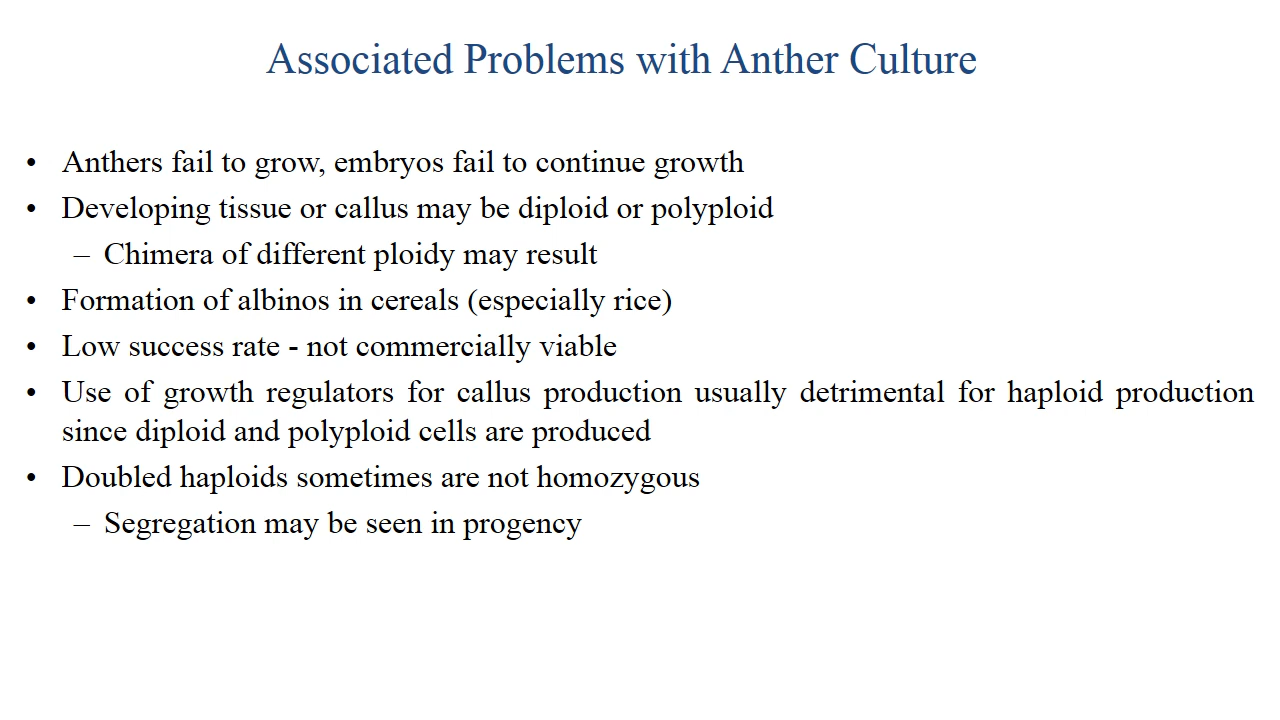 Associated Problems with Anther Culture
• Anthers fail to grow, embryos fail to continue growth
• Developing tissue or callus may be diploid or polyploid
– Chimera of different ploidy may result
• Formation of albinos in cereals (especially rice)
• Low success rate - not commercially viable
• Use of growth regulators for callus production usually detrimental for haploid production
since diploid and polyploid cells are produced
• Doubled haploids sometimes are not homozygous
– Segregation may be seen in progency